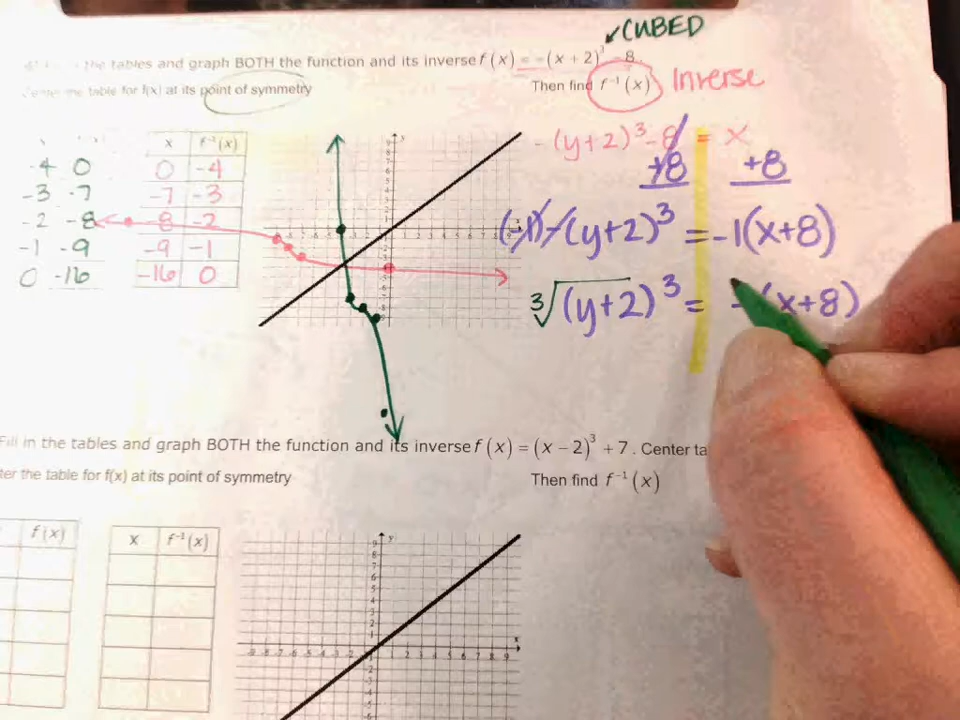 CUBED
the tables and graph BOTH the function and its inverse f(x) = -(x + 2)³ - 8.
Center the table for f(x) at its point of symmetry
Then find f⁻¹(x) Inverse
-(y+2)³-8 = x
+8 +8
(-1)-(y+2)³ = -1(x+8)
³√(y+2)³ = -(x+8)
-4 0
-3 -7
-2 -8
-1 -9
0 -16
x f⁻¹(x)
0 -4
-7 -3
-8 -2
-9 -1
-16 0
y
Fill in the tables and graph BOTH the function and its inverse f(x) = (x - 2)³ + 7. Center ta
ter the table for f(x) at its point of symmetry
Then find f⁻¹(x)
f(x)
x f⁻¹(x)
y
x